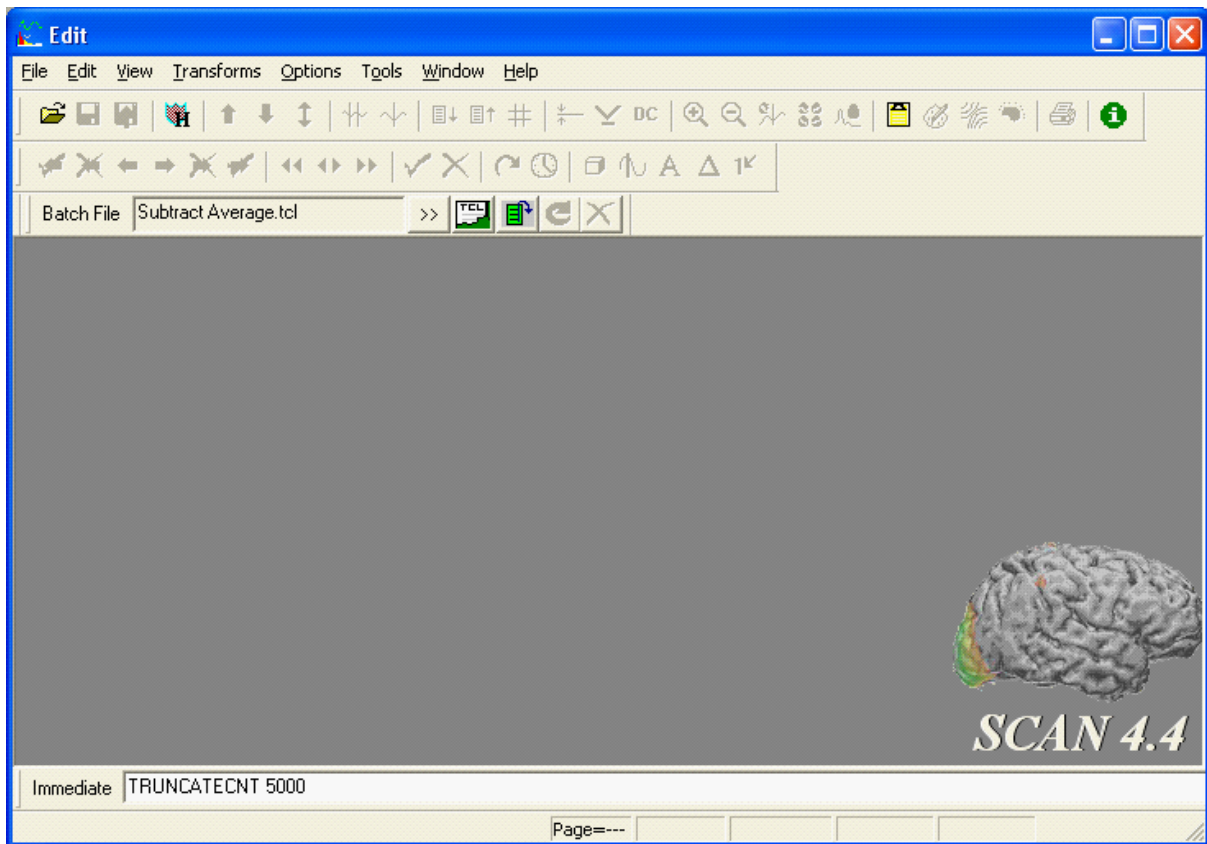 Edit
File Edit View Transforms Options Tools Window Help
DC
A 1
Batch File Subtract Average.tcl >> TCL
SCAN 4.4
Immediate TRUNCATECNT 5000
Page=---